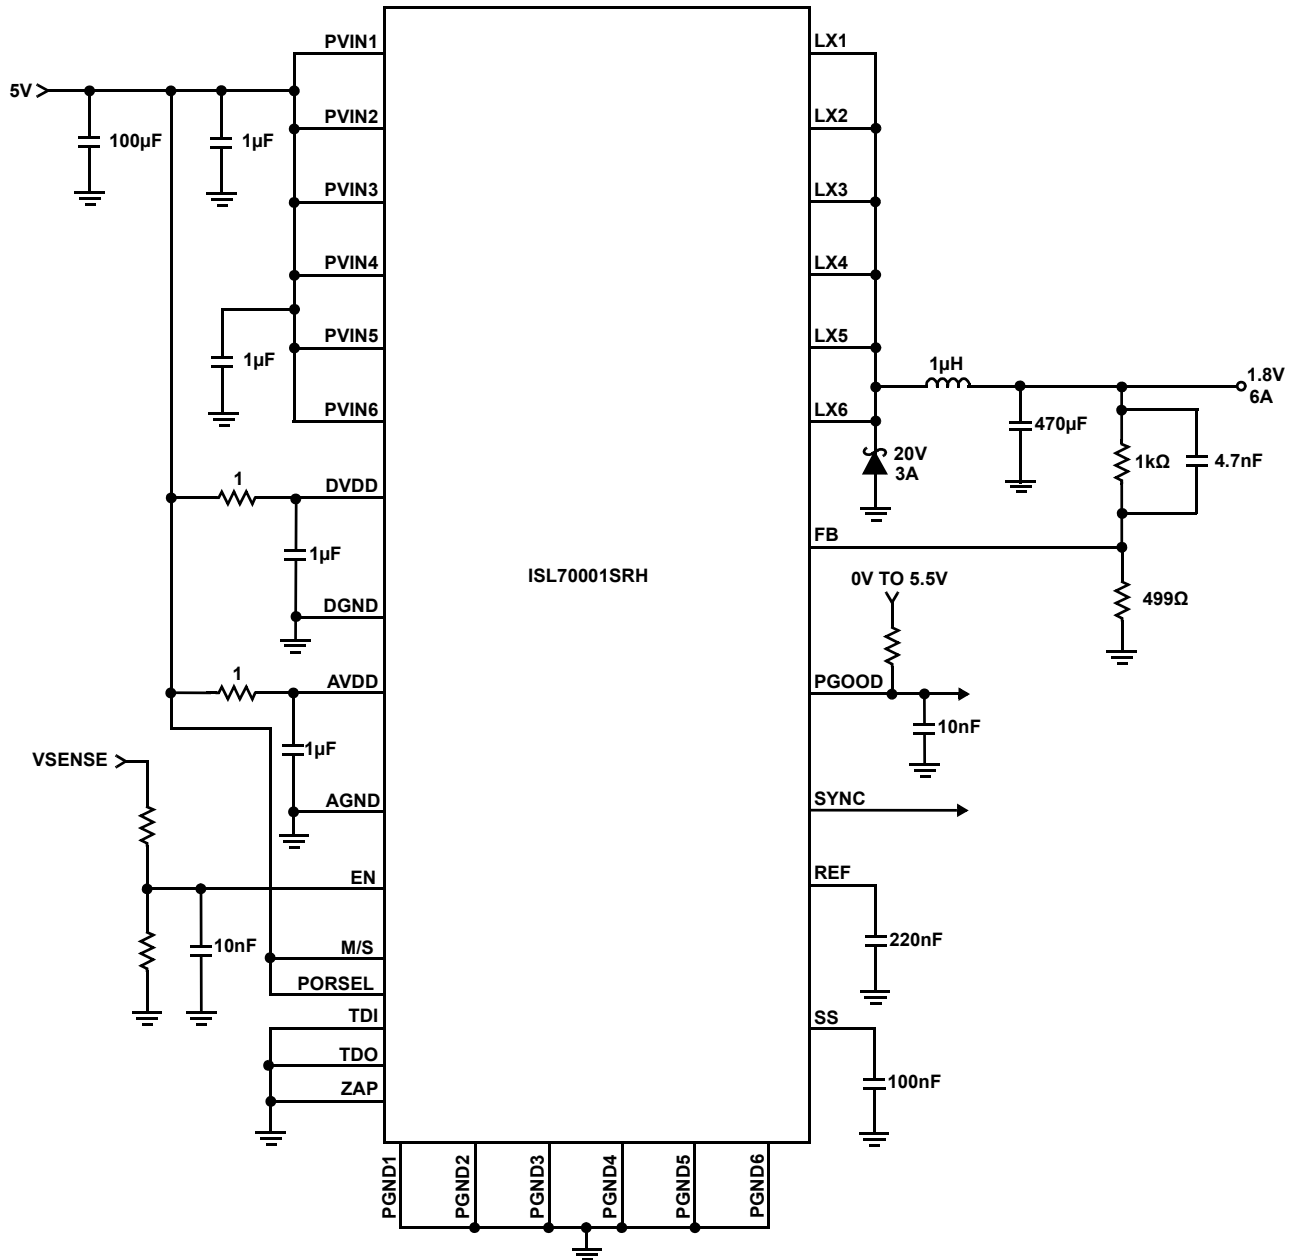 PVIN1
LX1
5V
100µF
1µF
PVIN2
LX2
PVIN3
LX3
PVIN4
LX4
1µF
PVIN5
LX5
1µH
1.8V
6A
PVIN6
LX6
470µF
20V
3A
1kΩ
4.7nF
1
DVDD
1µF
FB
ISL70001SRH
0V TO 5.5V
DGND
499Ω
1
AVDD
PGOOD
10nF
1µF
VSENSE
AGND
SYNC
EN
REF
10nF
M/S
220nF
PORSEL
TDI
SS
TDO
100nF
ZAP
PGND1
PGND2
PGND3
PGND4
PGND5
PGND6